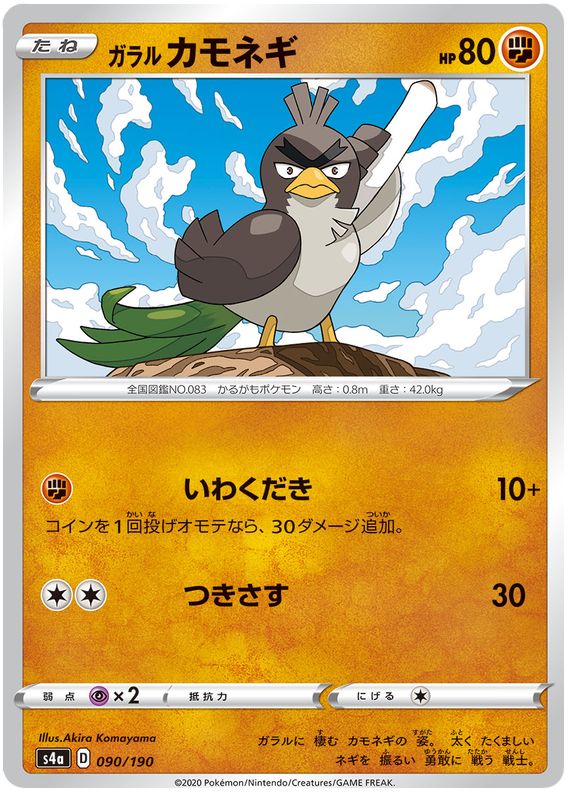 たね ガラル カモネギ HP80
全国図鑑NO.083 かるがもポケモン 高さ:0.8m 重さ:42.0kg
いわくだき 10+
コインを1回投げオモテなら、30ダメージ追加。
つきさす 30
弱点 ×2 抵抗力 にげる
Illus.Akira Komayama
s4a D 090/190
ガラルに 棲む カモネギの 姿。太く たくましい
ネギを 振るい 勇敢に 戦う 戦士。
©2020 Pokémon/Nintendo/Creatures/GAME FREAK.